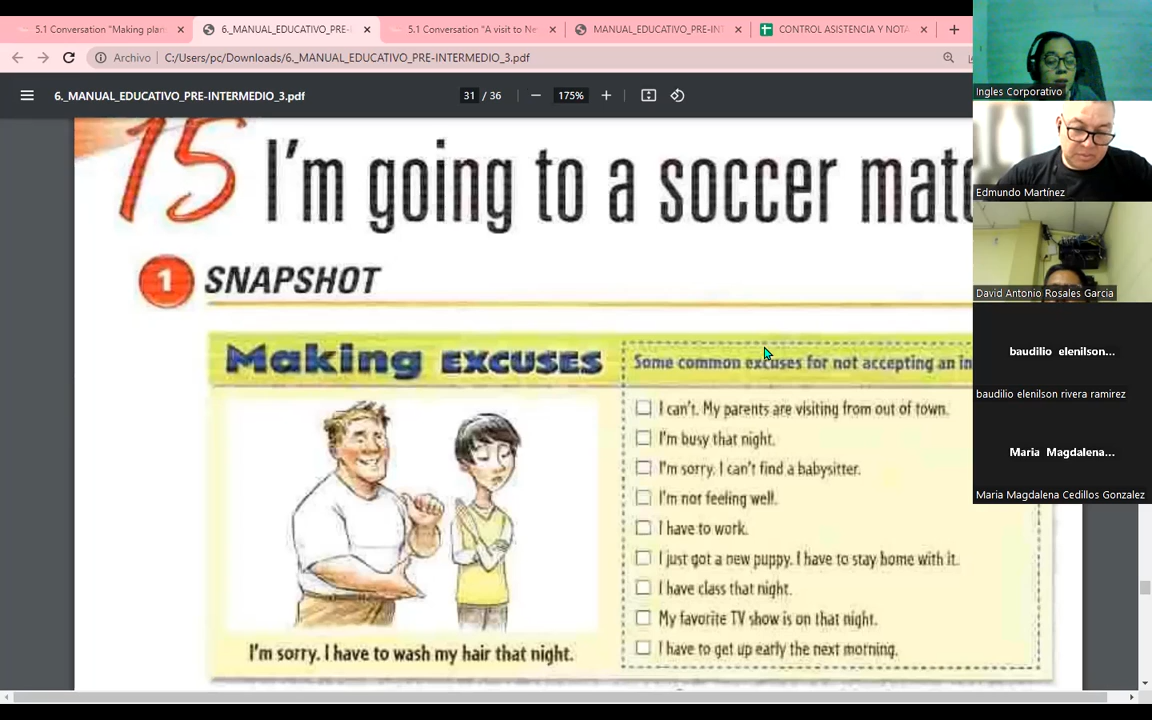 5.1 Conversation "Making plan
6._MANUAL_EDUCATIVO_PRE-I
5.1 Conversation "A visit to Ne
MANUAL_EDUCATIVO_PRE-INT
CONTROL ASISTENCIA Y NOTA
Archivo
C:/Users/pc/Downloads/6._MANUAL_EDUCATIVO_PRE-INTERMEDIO_3.pdf
6._MANUAL_EDUCATIVO_PRE-INTERMEDIO_3.pdf
31 / 36
175%
15 I'm going to a soccer matc
1 SNAPSHOT
Making EXCUSES
Some common excuses for not accepting an in
I can't. My parents are visiting from out of town.
I'm busy that night.
I'm sorry. I can't find a babysitter.
I'm not feeling well.
I have to work.
I just got a new puppy. I have to stay home with it.
I have class that night.
My favorite TV show is on that night.
I have to get up early the next morning.
I'm sorry. I have to wash my hair that night.
Ingles Corporativo
Edmundo Martínez
David Antonio Rosales Garcia
baudilio elenilson...
baudilio elenilson rivera ramirez
Maria Magdalena...
Maria Magdalena Cedillos Gonzalez